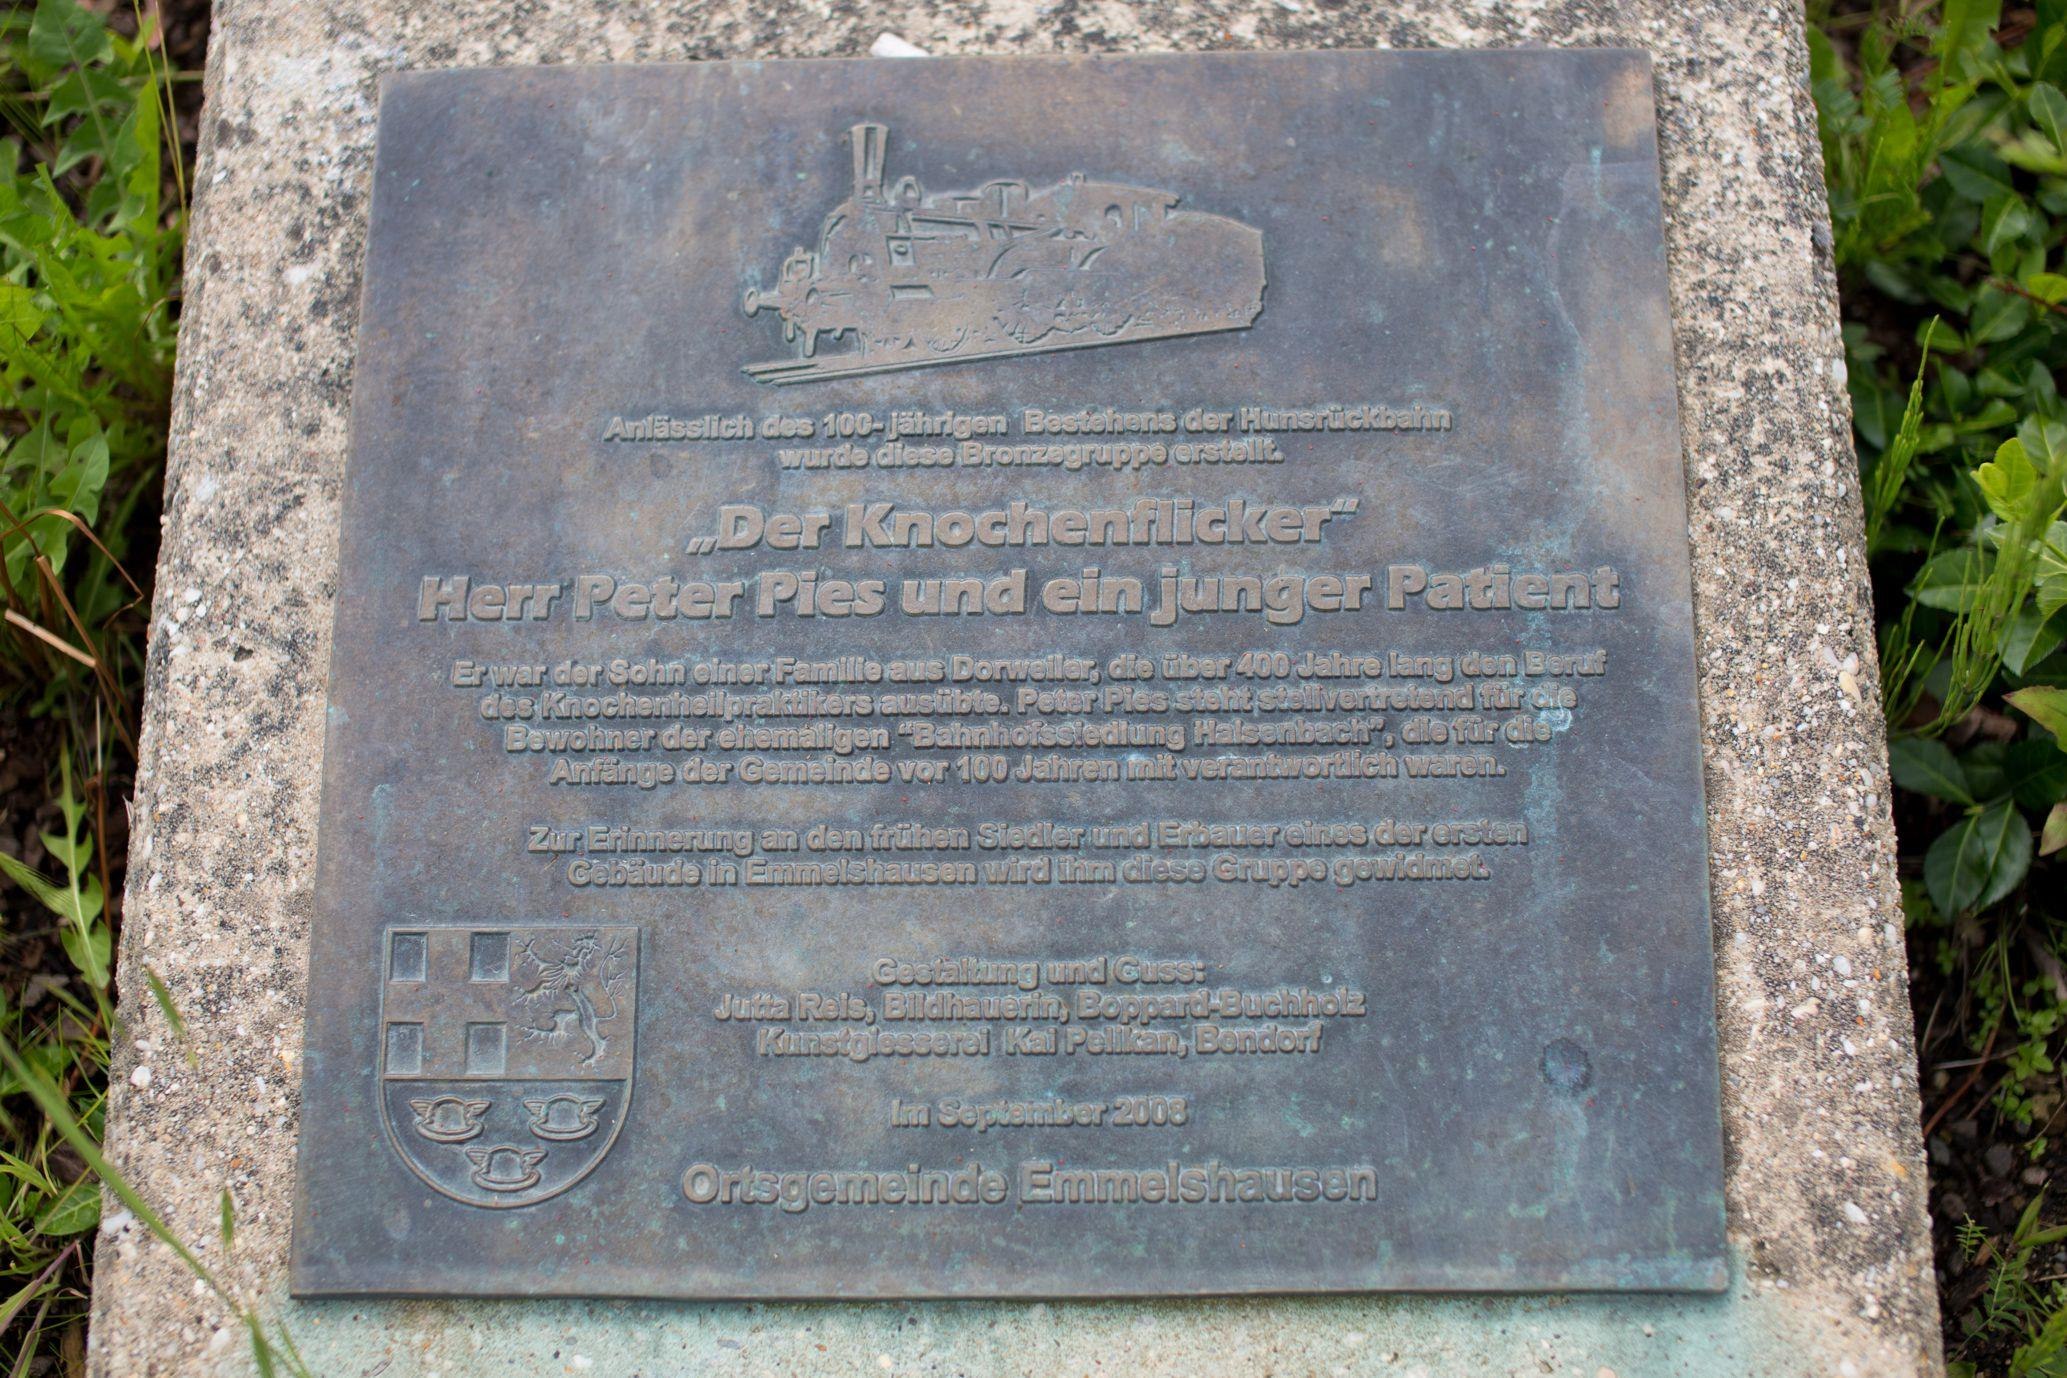 Anlässlich des 100-jährigen Bestehens der Hunsrückbahn
wurde diese Bronzegruppe erstellt.
„Der Knochenflicker“
Herr Peter Pies und ein junger Patient
Er war der Sohn einer Familie aus Dorweiler, die über 400 Jahre lang den Beruf
des Knochenheilpraktikers ausübte. Peter Pies steht stellvertretend für die
Bewohner der ehemaligen “Bahnhofssiedlung Halsenbach”, die für die
Anfänge der Gemeinde vor 100 Jahren mit verantwortlich waren.
Zur Erinnerung an den frühen Siedler und Erbauer eines der ersten
Gebäude in Emmelshausen wird ihm diese Gruppe gewidmet.
Gestaltung und Guss:
Jutta Reis, Bildhauerin, Boppard-Buchholz
Kunstgiesserei Kai Pelikan, Bendorf
Im September 2008
Ortsgemeinde Emmelshausen